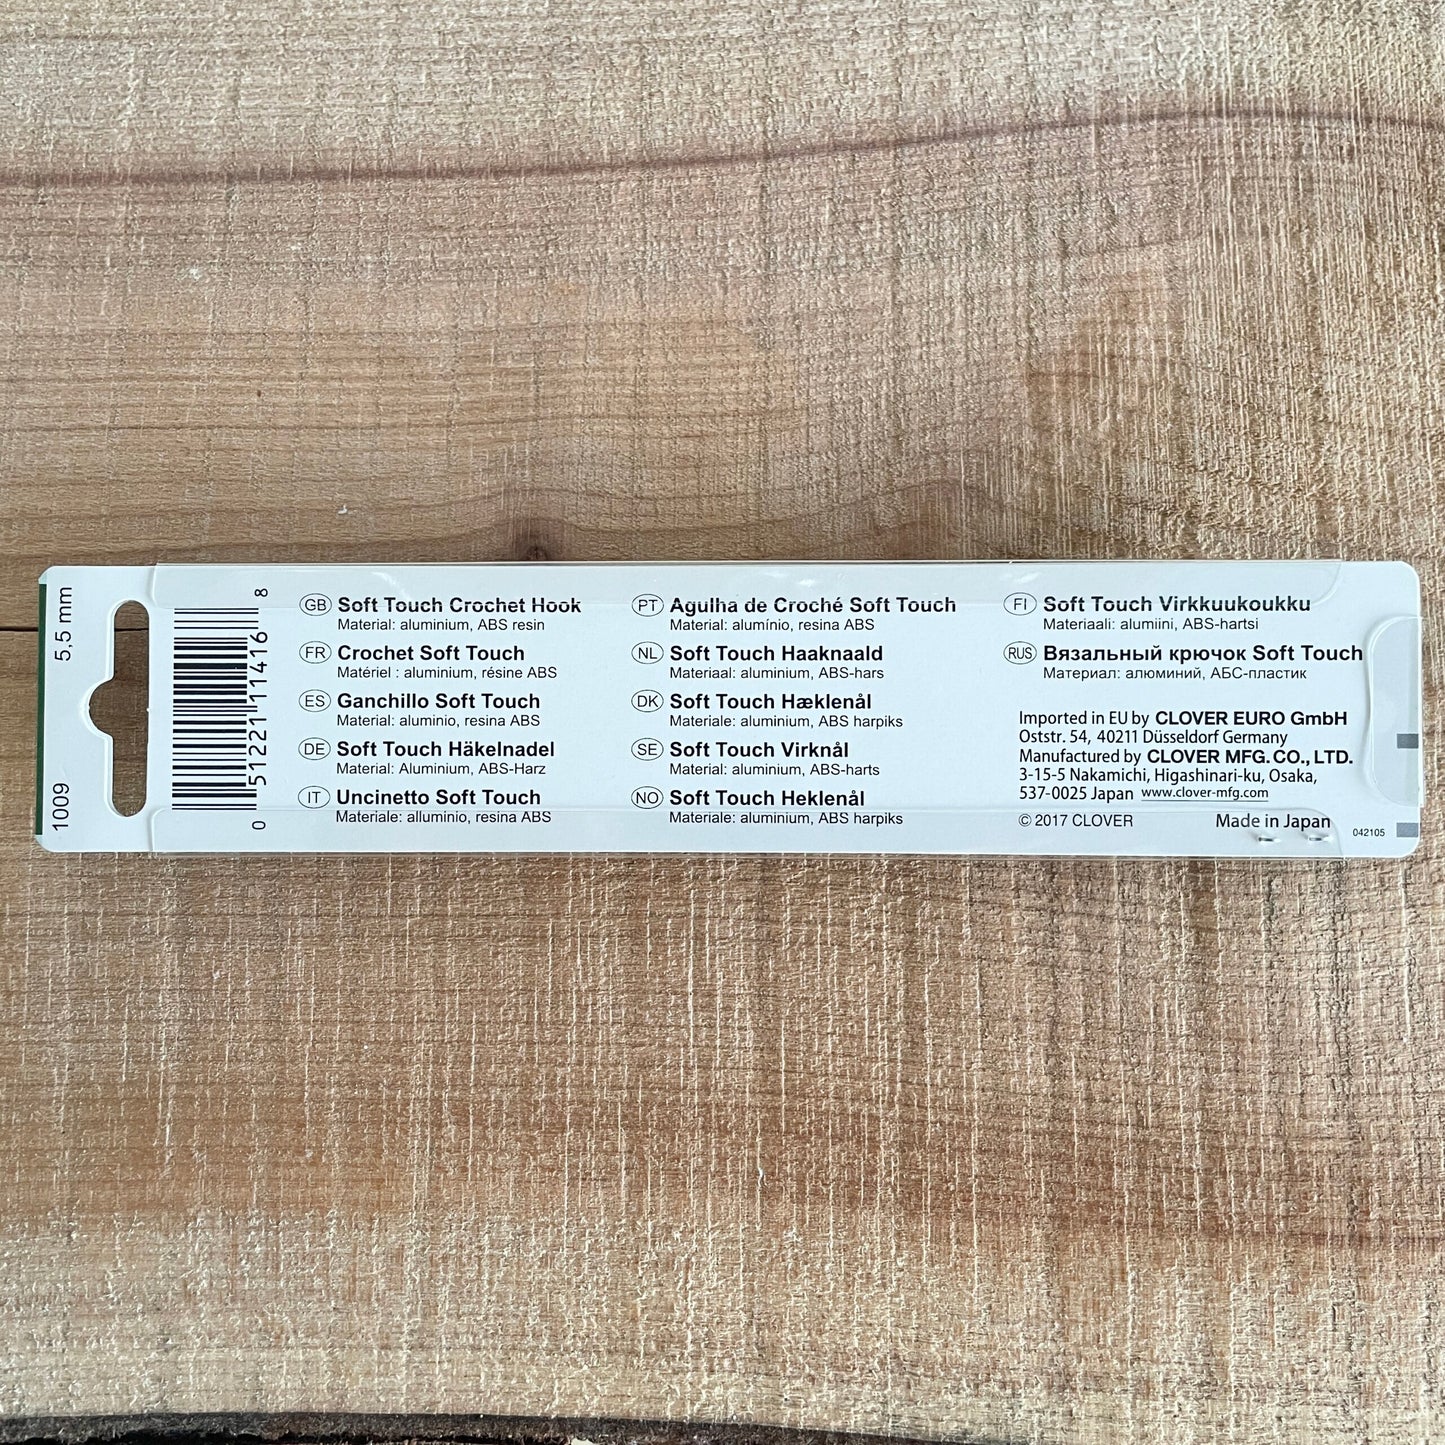 5,5 mm
1009
0 51221 11416 8
GB Soft Touch Crochet Hook
Material: aluminium, ABS resin
FR Crochet Soft Touch
Matériel : aluminium, résine ABS
ES Ganchillo Soft Touch
Material: aluminio, resina ABS
DE Soft Touch Häkelnadel
Material: Aluminium, ABS-Harz
IT Uncinetto Soft Touch
Materiale: alluminio, resina ABS
PT Agulha de Croché Soft Touch
Material: alumínio, resina ABS
NL Soft Touch Haaknaald
Materiaal: aluminium, ABS-hars
DK Soft Touch Hæklenål
Materiale: aluminium, ABS harpiks
SE Soft Touch Virknål
Material: aluminium, ABS-harts
NO Soft Touch Heklenål
Materiale: aluminium, ABS harpiks
FI Soft Touch Virkkuukoukku
Materiaali: alumiini, ABS-hartsi
RUS Вязальный крючок Soft Touch
Материал: алюминий, АБС-пластик
Imported in EU by CLOVER EURO GmbH
Oststr. 54, 40211 Düsseldorf Germany
Manufactured by CLOVER MFG. CO., LTD.
3-15-5 Nakamichi, Higashinari-ku, Osaka,
537-0025 Japan www.clover-mfg.com
© 2017 CLOVER Made in Japan 042105